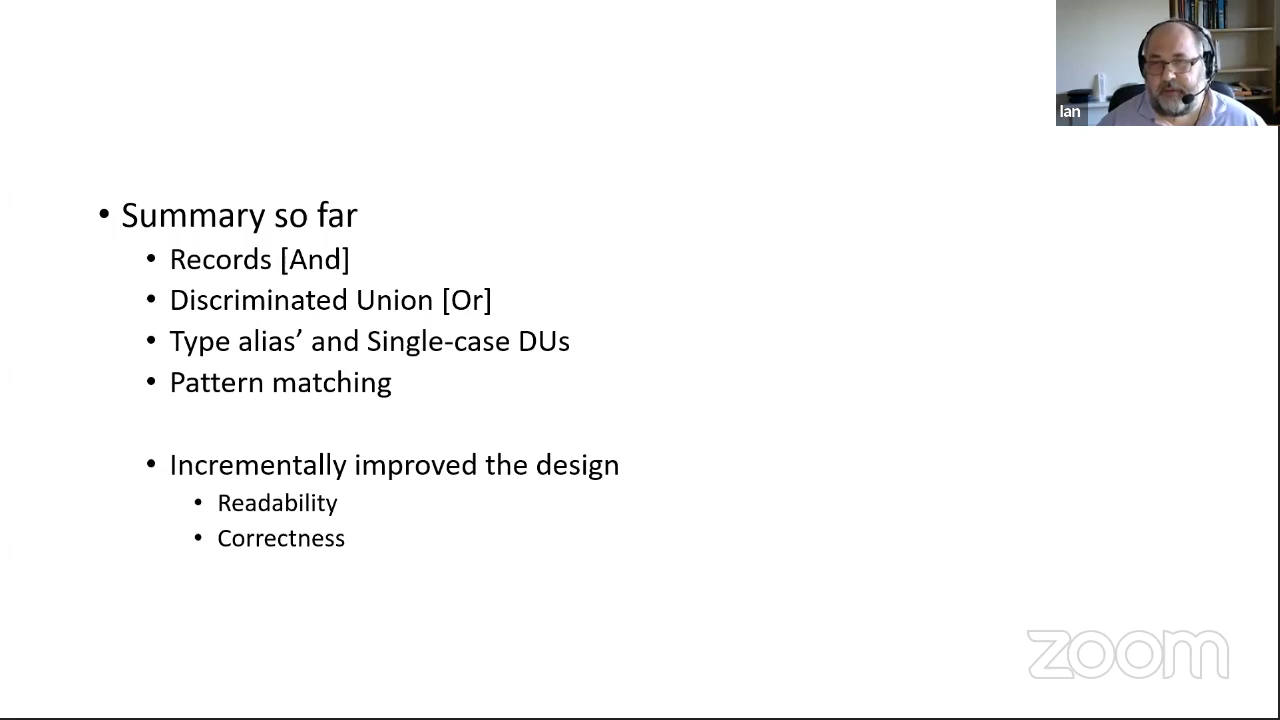 Ian
• Summary so far
• Records [And]
• Discriminated Union [Or]
• Type alias’ and Single-case DUs
• Pattern matching
• Incrementally improved the design
• Readability
• Correctness
zoom